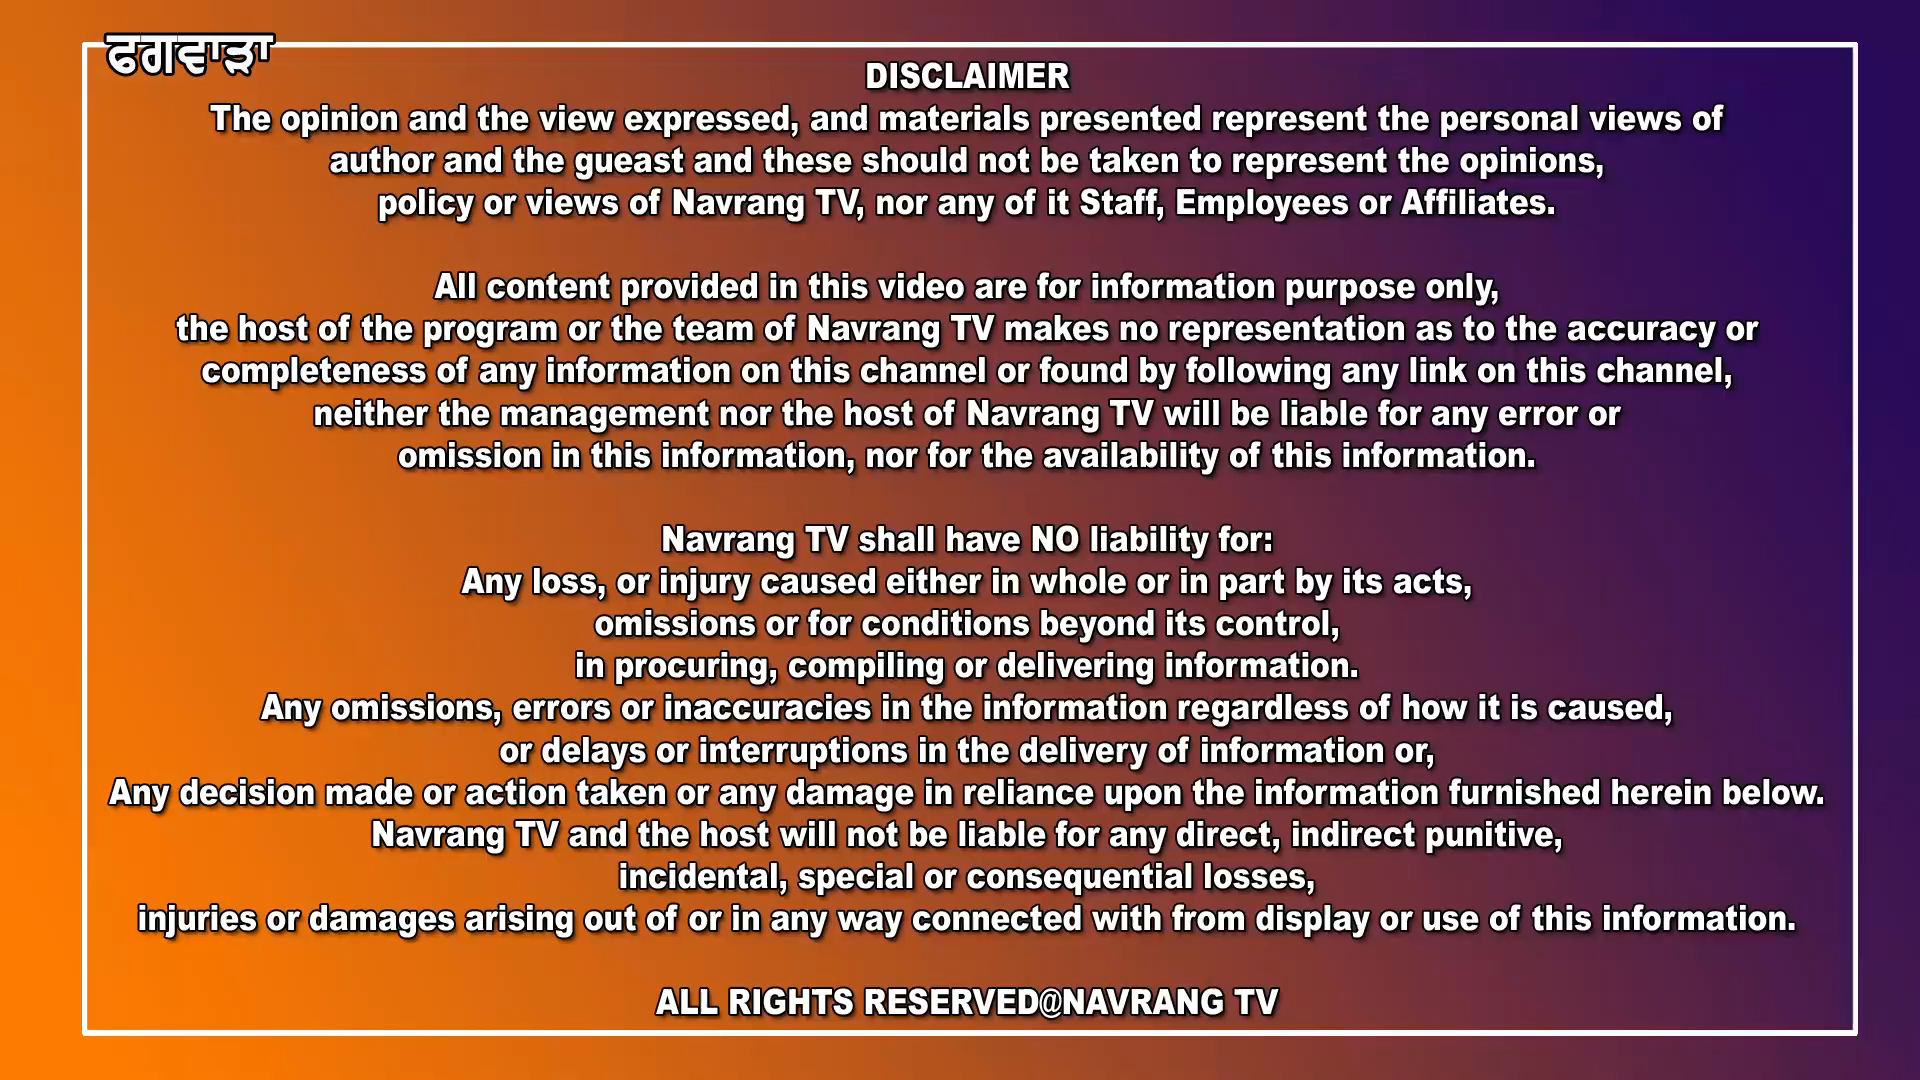 ਫਗਵਾੜਾ
DISCLAIMER
The opinion and the view expressed, and materials presented represent the personal views of
author and the gueast and these should not be taken to represent the opinions,
policy or views of Navrang TV, nor any of it Staff, Employees or Affiliates.
All content provided in this video are for information purpose only,
the host of the program or the team of Navrang TV makes no representation as to the accuracy or
completeness of any information on this channel or found by following any link on this channel,
neither the management nor the host of Navrang TV will be liable for any error or
omission in this information, nor for the availability of this information.
Navrang TV shall have NO liability for:
Any loss, or injury caused either in whole or in part by its acts,
omissions or for conditions beyond its control,
in procuring, compiling or delivering information.
Any omissions, errors or inaccuracies in the information regardless of how it is caused,
or delays or interruptions in the delivery of information or,
Any decision made or action taken or any damage in reliance upon the information furnished herein below.
Navrang TV and the host will not be liable for any direct, indirect punitive,
incidental, special or consequential losses,
injuries or damages arising out of or in any way connected with from display or use of this information.
ALL RIGHTS RESERVED@NAVRANG TV